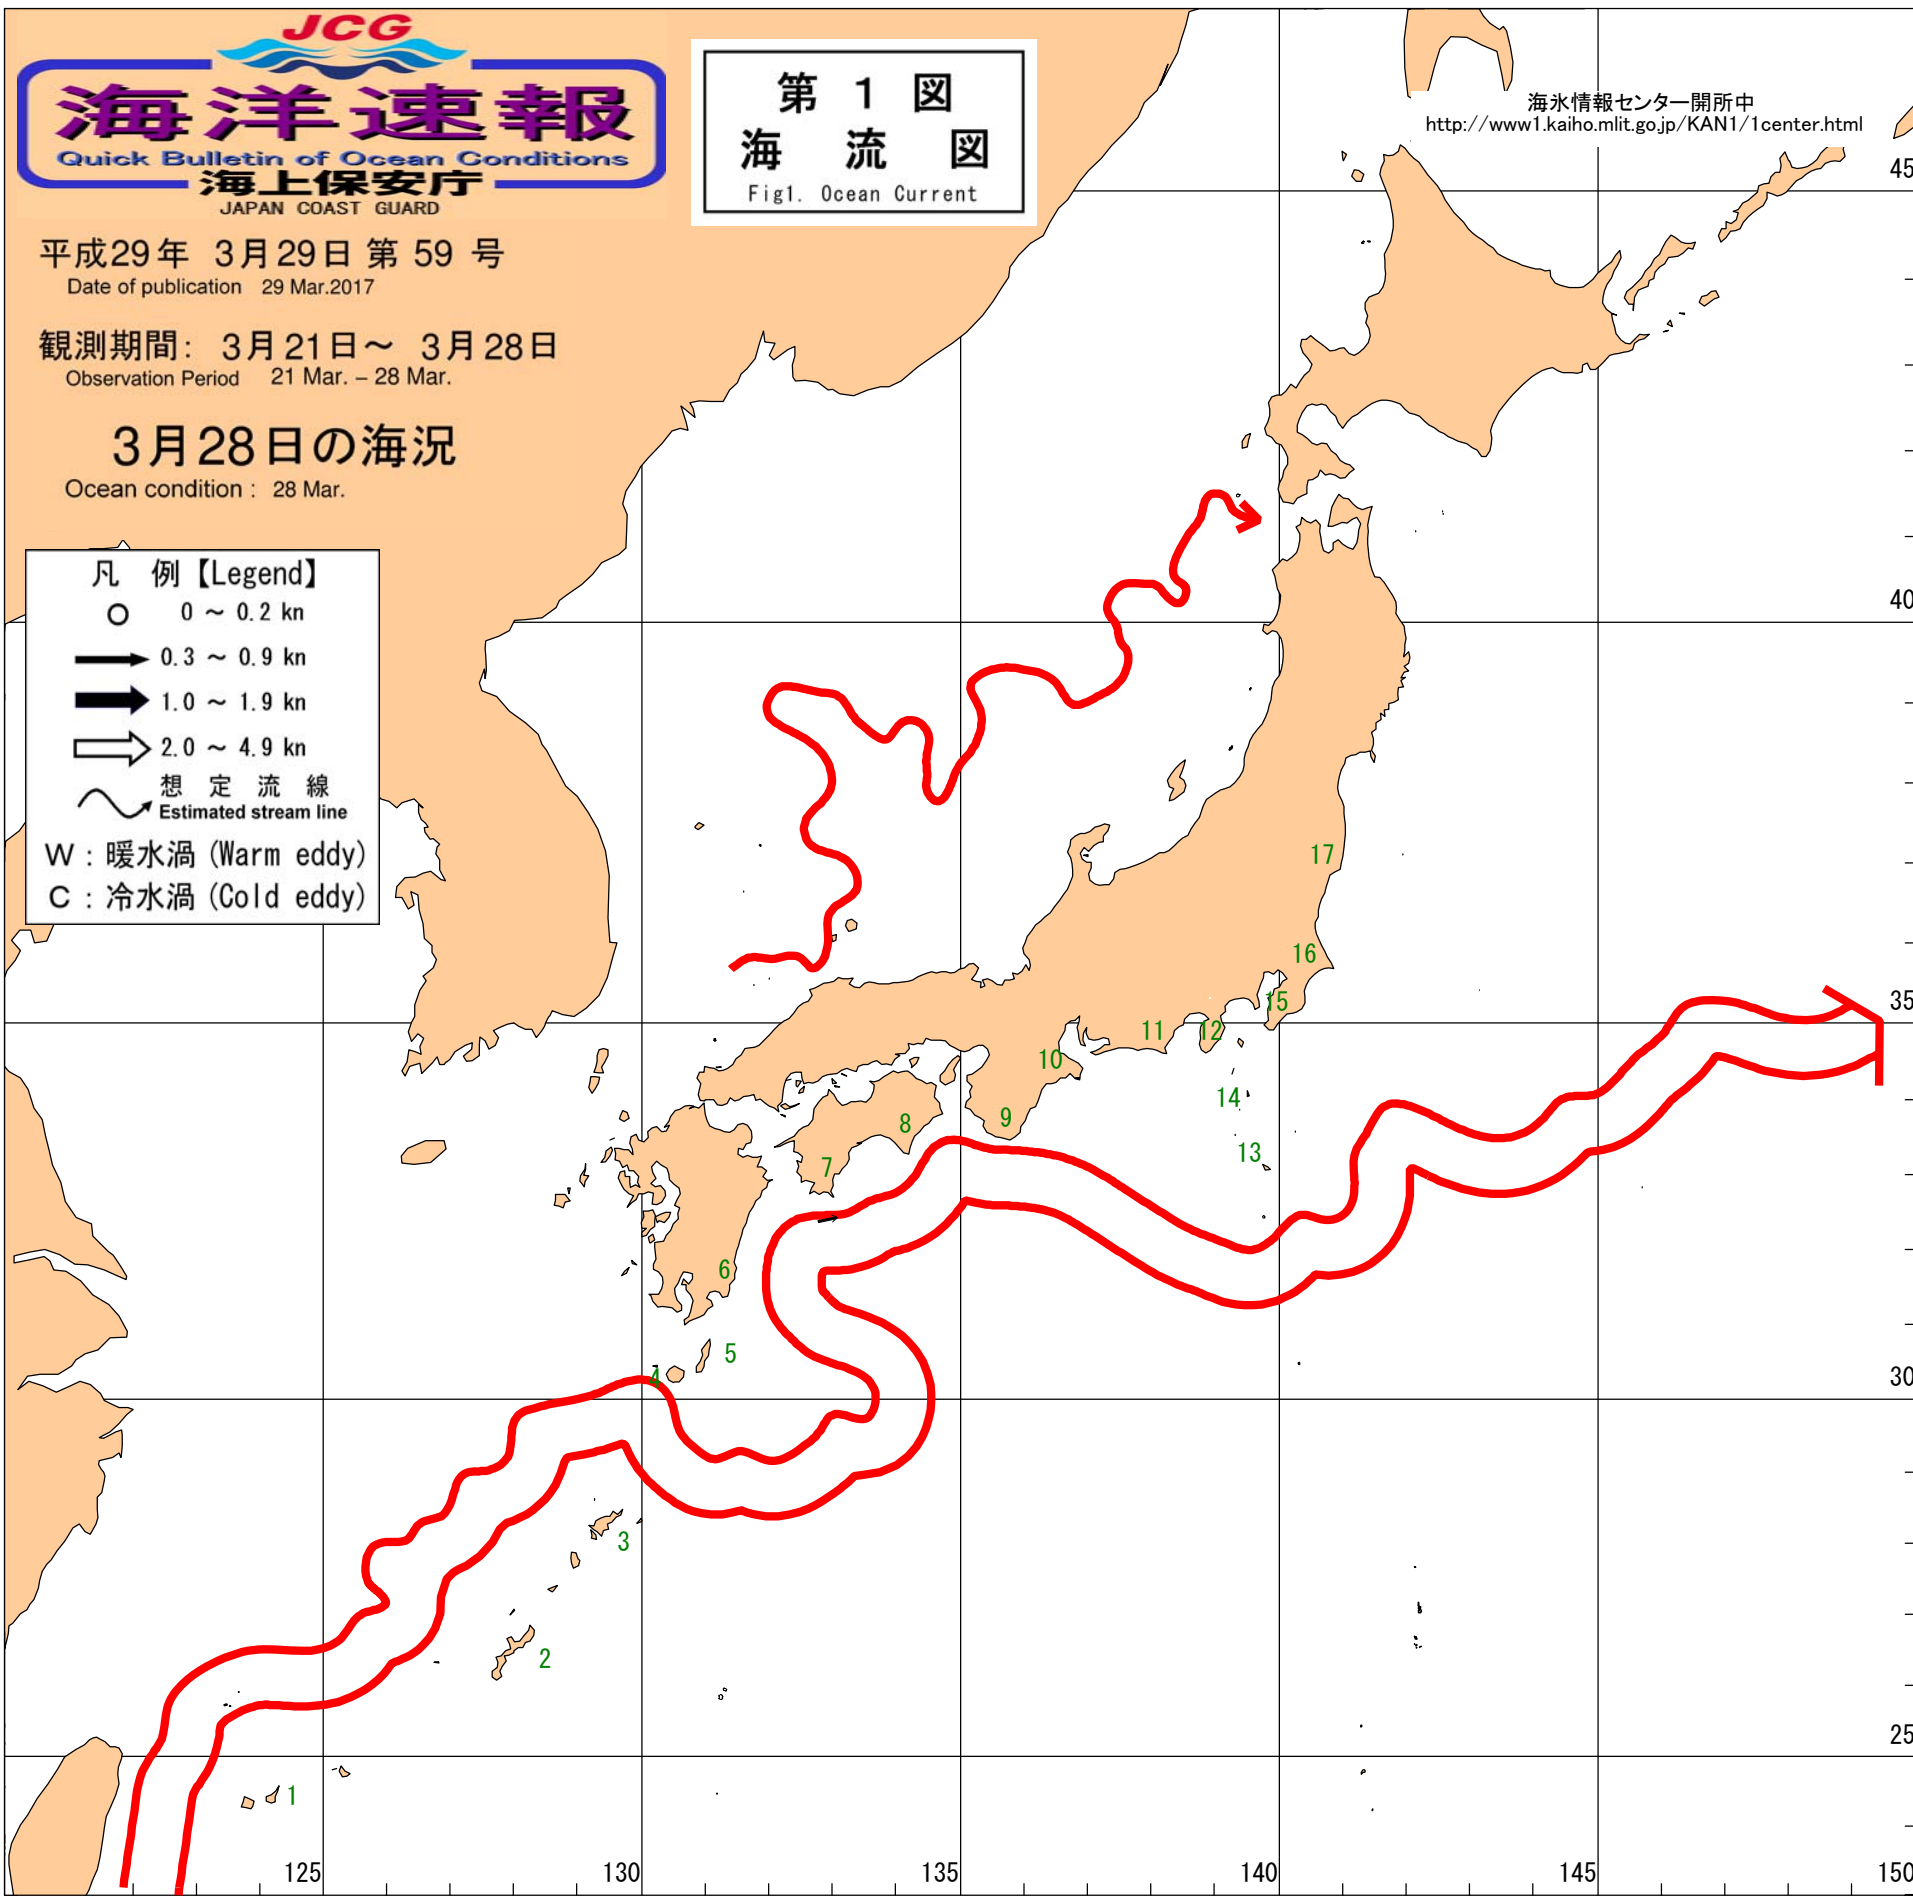 JCG
海洋速報
Quick Bulletin of Ocean Conditions
海上保安庁
JAPAN COAST GUARD
平成29年 3月29日 第 59 号
Date of publication 29 Mar.2017
観測期間: 3月21日～ 3月28日
Observation Period 21 Mar. – 28 Mar.
3月28日の海況
Ocean condition : 28 Mar.
第 1 図
海 流 図
Fig1. Ocean Current
海氷情報センター開所中
http://www1.kaiho.mlit.go.jp/KAN1/1center.html
凡 例【Legend】
0 ～ 0.2 kn
0.3 ～ 0.9 kn
1.0 ～ 1.9 kn
2.0 ～ 4.9 kn
想 定 流 線
Estimated stream line
W : 暖水渦 (Warm eddy)
C : 冷水渦 (Cold eddy)
45
40
35
30
25
17
16
15
12
11
10
14
9
8
13
7
6
5
4
3
2
1
125
130
135
140
145
150